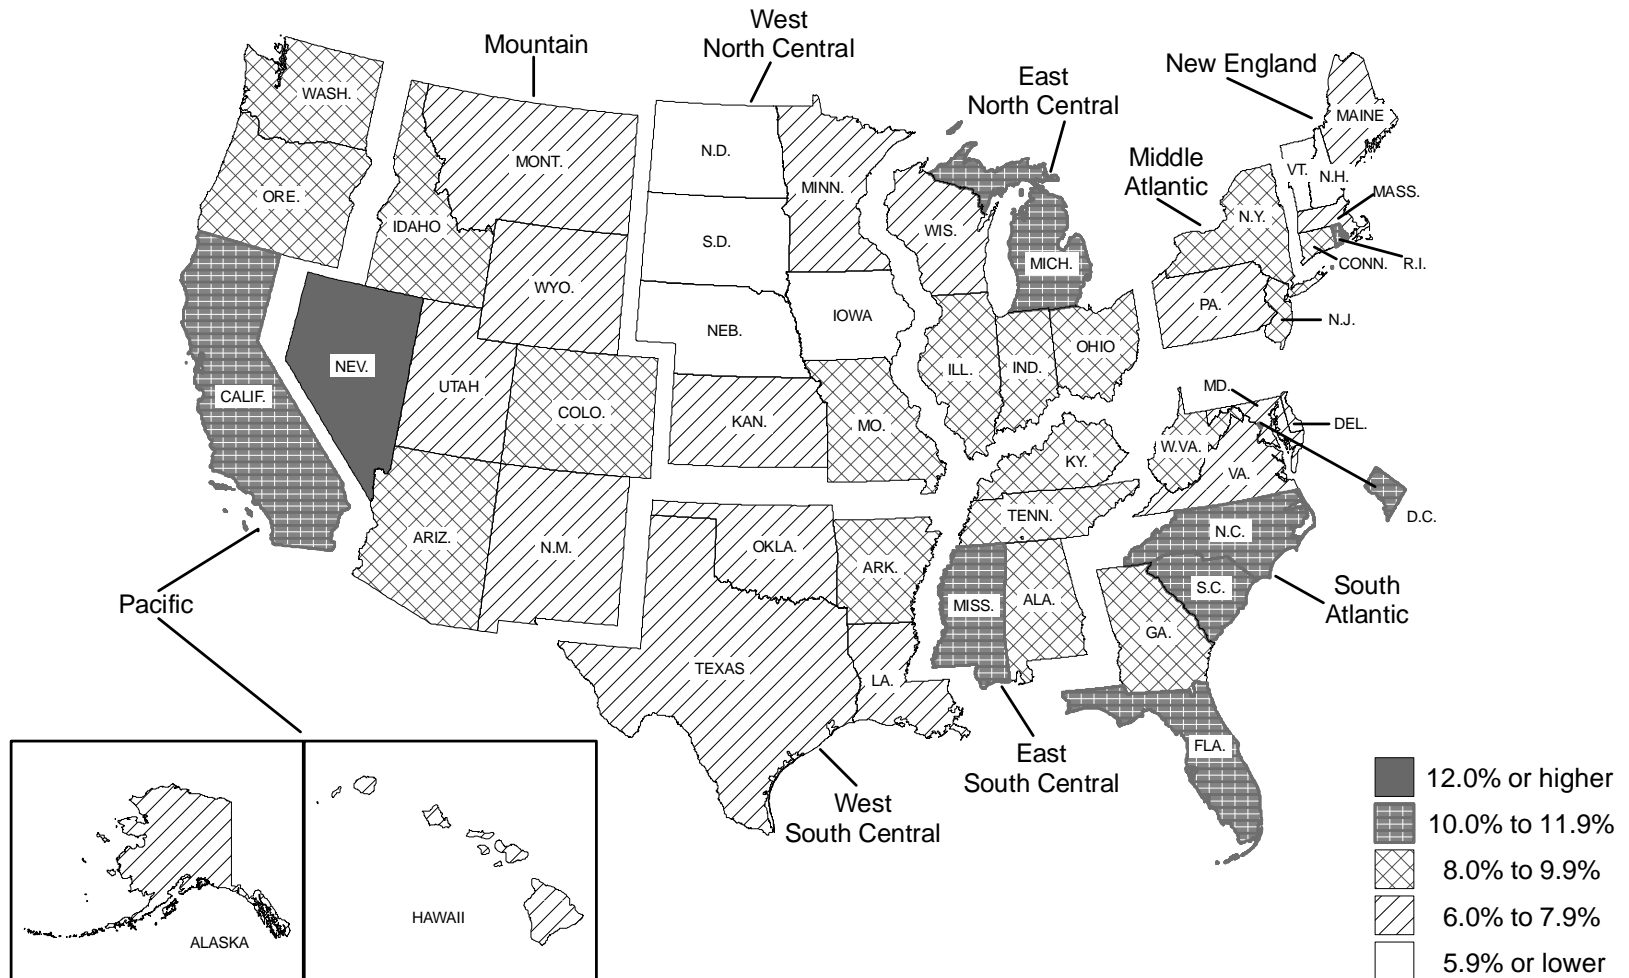 West
North Central
Mountain
East
North Central
New England
Middle
Atlantic
WASH.
MONT.
N.D.
MINN.
MAINE
VT.
N.H.
MASS.
ORE.
IDAHO
S.D.
WIS.
N.Y.
MICH.
CONN.
R.I.
WYO.
NEB.
IOWA
PA.
N.J.
NEV.
UTAH
CALIF.
COLO.
KAN.
MO.
ILL.
IND.
OHIO
MD.
DEL.
W.VA.
KY.
VA.
D.C.
ARIZ.
N.M.
OKLA.
ARK.
TENN.
N.C.
S.C.
MISS.
ALA.
GA.
South
Atlantic
Pacific
TEXAS
LA.
FLA.
East
South Central
West
South Central
ALASKA
HAWAII
12.0% or higher
10.0% to 11.9%
8.0% to 9.9%
6.0% to 7.9%
5.9% or lower